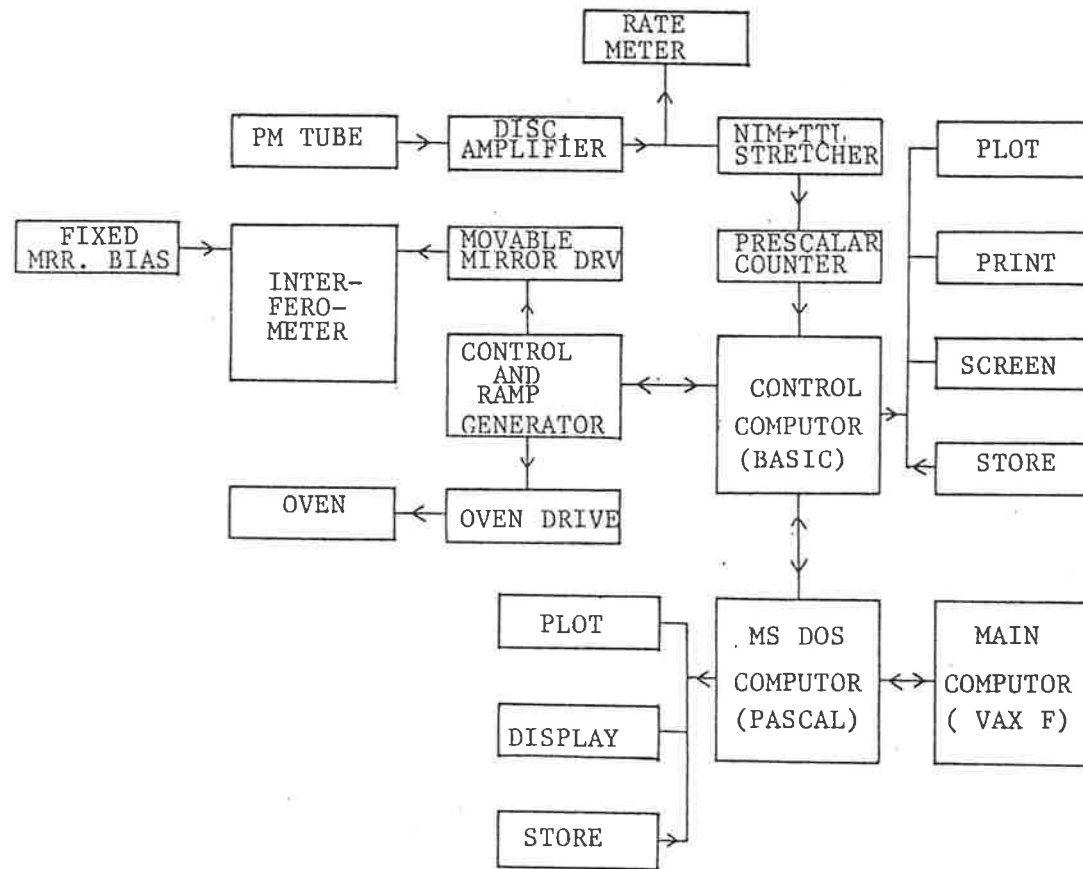 RATE
METER
PM TUBE
DISC.
AMPLIFIER
NIM→TTL
STRETCHER
PLOT
FIXED
MRR. BIAS
INTER-
FERO-
METER
MOVABLE
MIRROR DRV
PRESCALAR
COUNTER
PRINT
CONTROL
AND
RAMP
GENERATOR
CONTROL
COMPUTOR
(BASIC)
SCREEN
STORE
OVEN
OVEN DRIVE
PLOT
DISPLAY
STORE
MS DOS
COMPUTOR
(PASCAL)
MAIN
COMPUTOR
( VAX F)